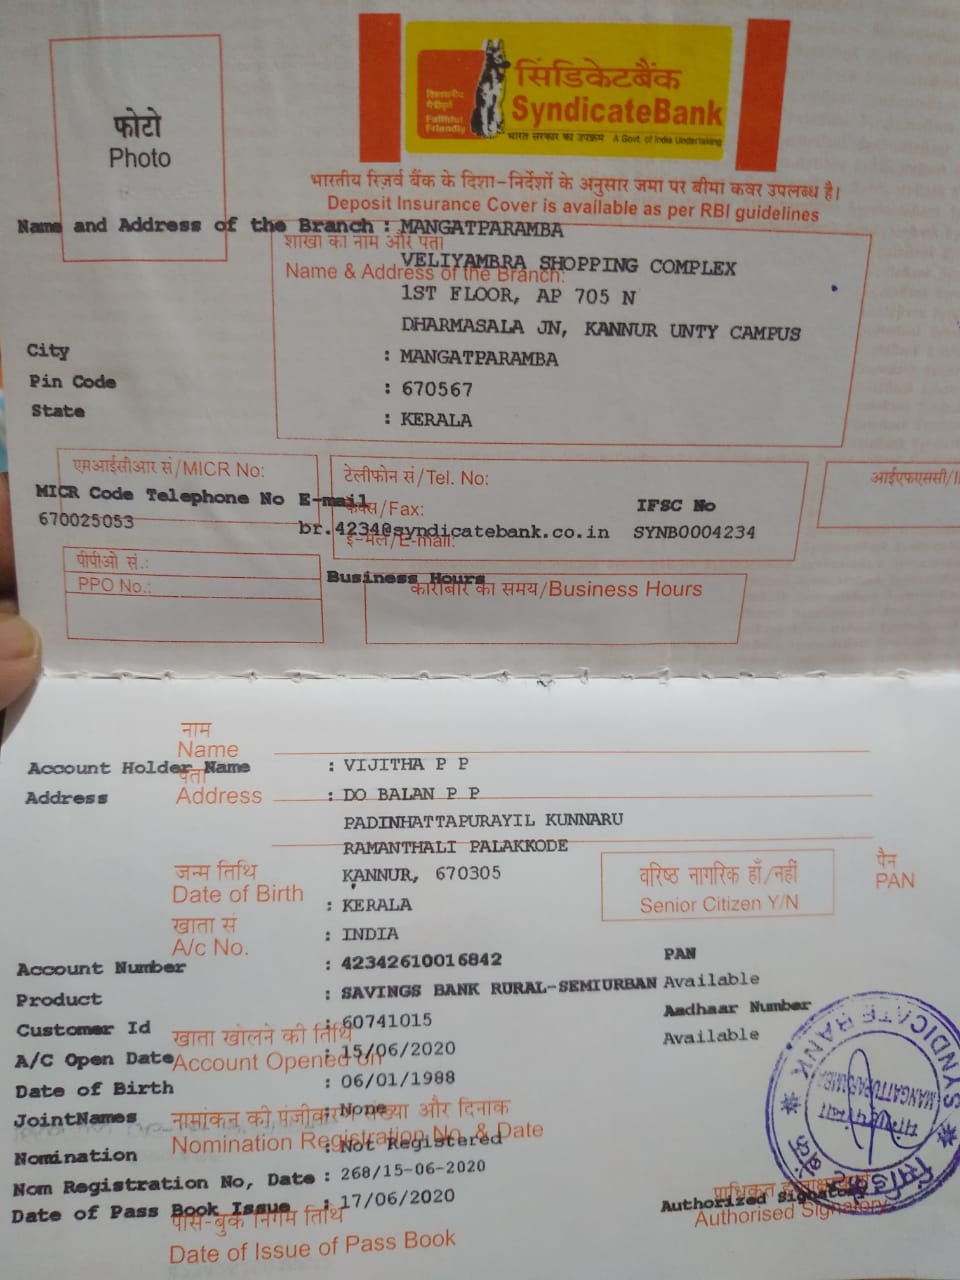 फोटो
Photo
सिंडिकेटबैंक
SyndicateBank
विश्वसनीय
मैत्रीपूर्ण
Faithful
Friendly
भारत सरकार का उपक्रम A Govt. of India Undertaking
भारतीय रिज़र्व बैंक के दिशा-निर्देशों के अनुसार जमा पर बीमा कवर उपलब्ध है।
Deposit Insurance Cover is available as per RBI guidelines
Name and Address of the Branch : MANGATPARAMBA
शाखा का नाम और पता
VELIYAMBRA SHOPPING COMPLEX
Name & Address of the Branch:
1ST FLOOR, AP 705 N
DHARMASALA JN, KANNUR UNTY CAMPUS
City : MANGATPARAMBA
Pin Code : 670567
State : KERALA
एमआईसीआर सं/MICR No:
टेलीफोन सं/Tel. No:
आईएफएससी/I
MICR Code Telephone No E-mail
फैक्स/Fax:
IFSC No
670025053 br.4234@syndicatebank.co.in SYNB0004234
ई-मेल/E-mail:
पीपीओ सं.:
PPO No.:
Business Hours
कारोबार का समय/Business Hours
नाम
Name
Account Holder Name : VIJITHA P P
पता
Address
Address : DO BALAN P P
PADINHATTAPURAYIL KUNNARU
RAMANTHALI PALAKKODE
जन्म तिथि
KANNUR, 670305
Date of Birth
वरिष्ठ नागरिक हाँ/नहीं
Senior Citizen Y/N
पैन
PAN
: KERALA
खाता सं
A/c No.
: INDIA
Account Number : 42342610016842 PAN
Product : SAVINGS BANK RURAL-SEMIURBAN Available
Customer Id : 60741015 Aadhaar Number
खाता खोलने की तिथि
A/C Open Date : 15/06/2020 Available
Account Opened on
Date of Birth : 06/01/1988
JointNames : None
नामांकन की पंजीकरण संख्या और दिनांक
Nomination Registration No. & Date
Nomination : Not Registered
Nom Registration No, Date : 268/15-06-2020
Date of Pass Book Issue : 17/06/2020
पास-बुक निर्गम तिथि
Date of Issue of Pass Book
प्राधिकृत हस्ताक्षरकर्ता
Authorized Signatory
Authorised Signatory
SYNDICATE BANK
MANGATTUPARAMBA
सिंडिकेट बैंक